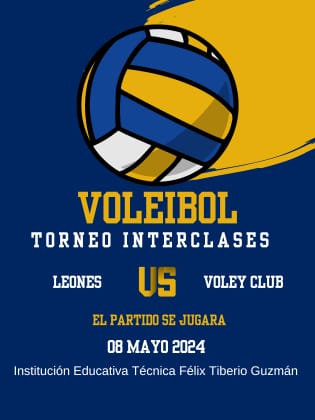 VOLEIBOL
TORNEO INTERCLASES
LEONES VS VOLEY CLUB
EL PARTIDO SE JUGARA
08 MAYO 2024
Institución Educativa Técnica Félix Tiberio Guzmán